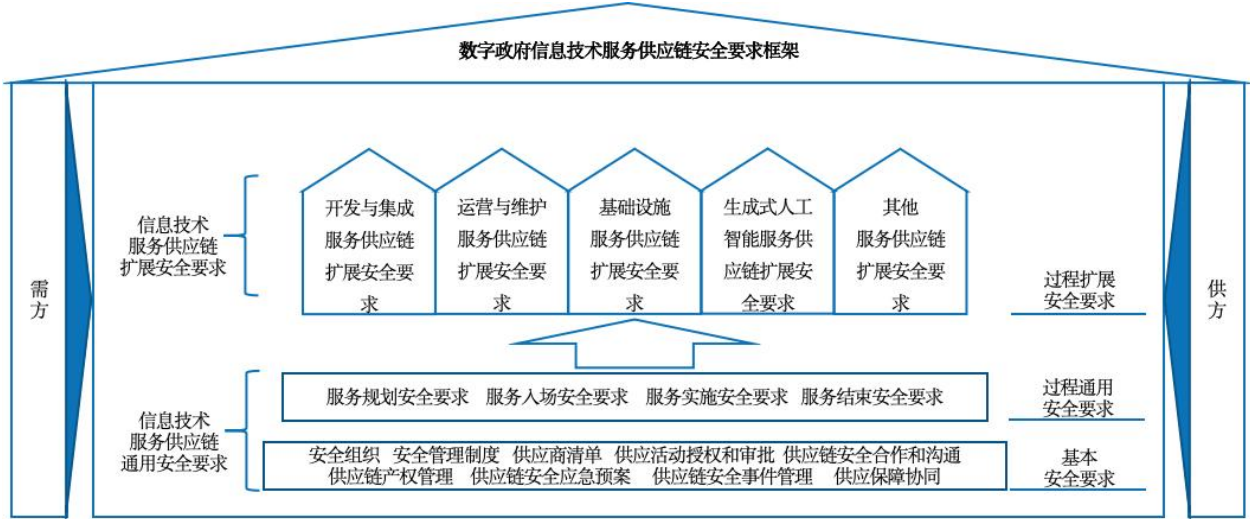 数字政府信息技术服务供应链安全要求框架
需
方
信息技术
服务供应链
扩展安全要求
开发与集成
服务供应链
扩展安全要
求
运营与维护
服务供应链
扩展安全要
求
基础设施
服务供应链
扩展安全要
求
生成式人工
智能服务供
应链扩展安
全要求
其他
服务供应链
扩展安全要
求
过程扩展
安全要求
供
方
信息技术
服务供应链
通用安全要求
服务规划安全要求 服务入场安全要求 服务实施安全要求 服务结束安全要求
过程通用
安全要求
安全组织 安全管理制度 供应商清单 供应活动授权和审批 供应链安全合作和沟通
供应链产权管理 供应链安全应急预案 供应链安全事件管理 供应保障协同
基本
安全要求